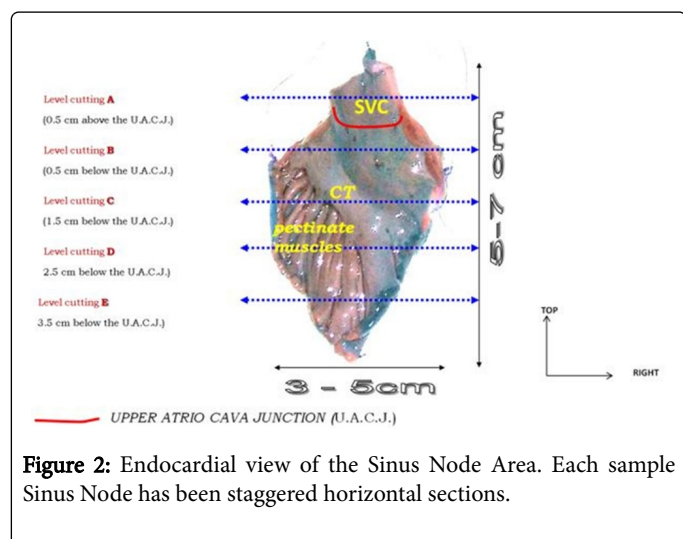 Level cutting A
(0.5 cm above the U.A.C.J.)
Level cutting B
(0.5 cm below the U.A.C.J.)
Level cutting C
(1.5 cm below the U.A.C.J.)
Level cutting D
2.5 cm below the U.A.C.J.)
Level cutting E
3.5 cm below the U.A.C.J.)
SVC
CT
pectinate
muscles
5-7 cm
3 - 5cm
TOP
RIGHT
UPPER ATRIO CAVA JUNCTION (U.A.C.J.)
Figure 2: Endocardial view of the Sinus Node Area. Each sample
Sinus Node has been staggered horizontal sections.